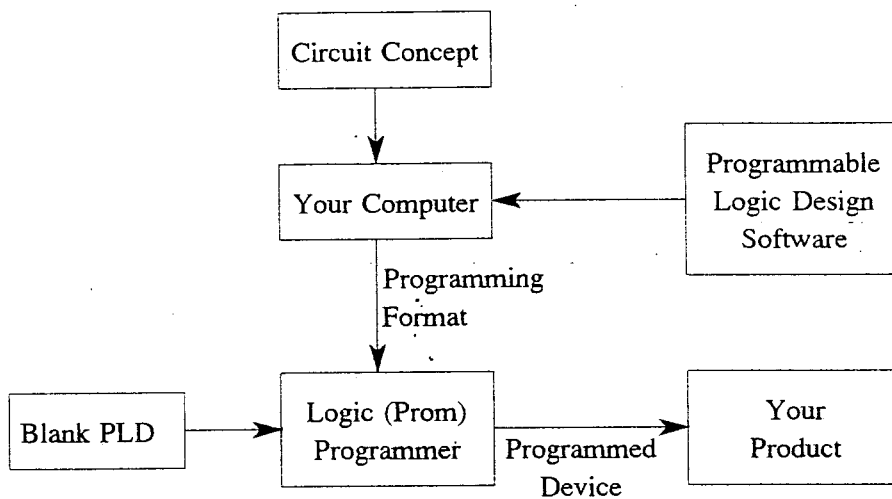 Circuit Concept
Your Computer
Programmable
Logic Design
Software
Programming
Format
Blank PLD
Logic (Prom)
Programmer
Programmed
Device
Your
Product